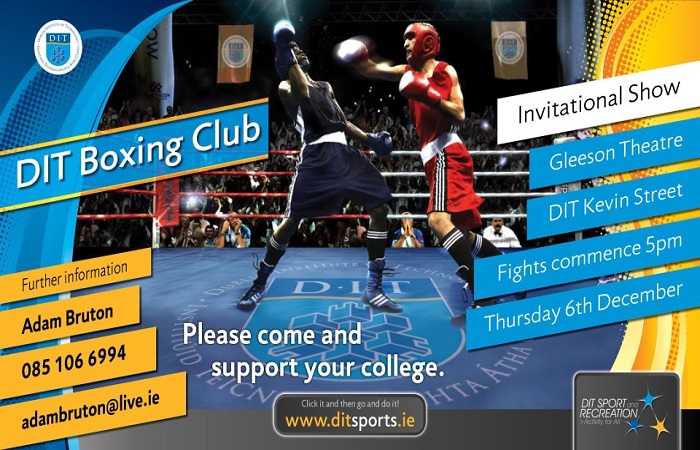 D·I·T
D·I·T
DIT Boxing Club
Invitational Show
Gleeson Theatre
DIT Kevin Street
Fights commence 5pm
Thursday 6th December
Further information
Adam Bruton
085 106 6994
adambruton@live.ie
D·I·T
Please come and
support your college.
Click it and then go and do it!
www.ditsports.ie
DIT SPORT and
RECREATION
- Activity for All